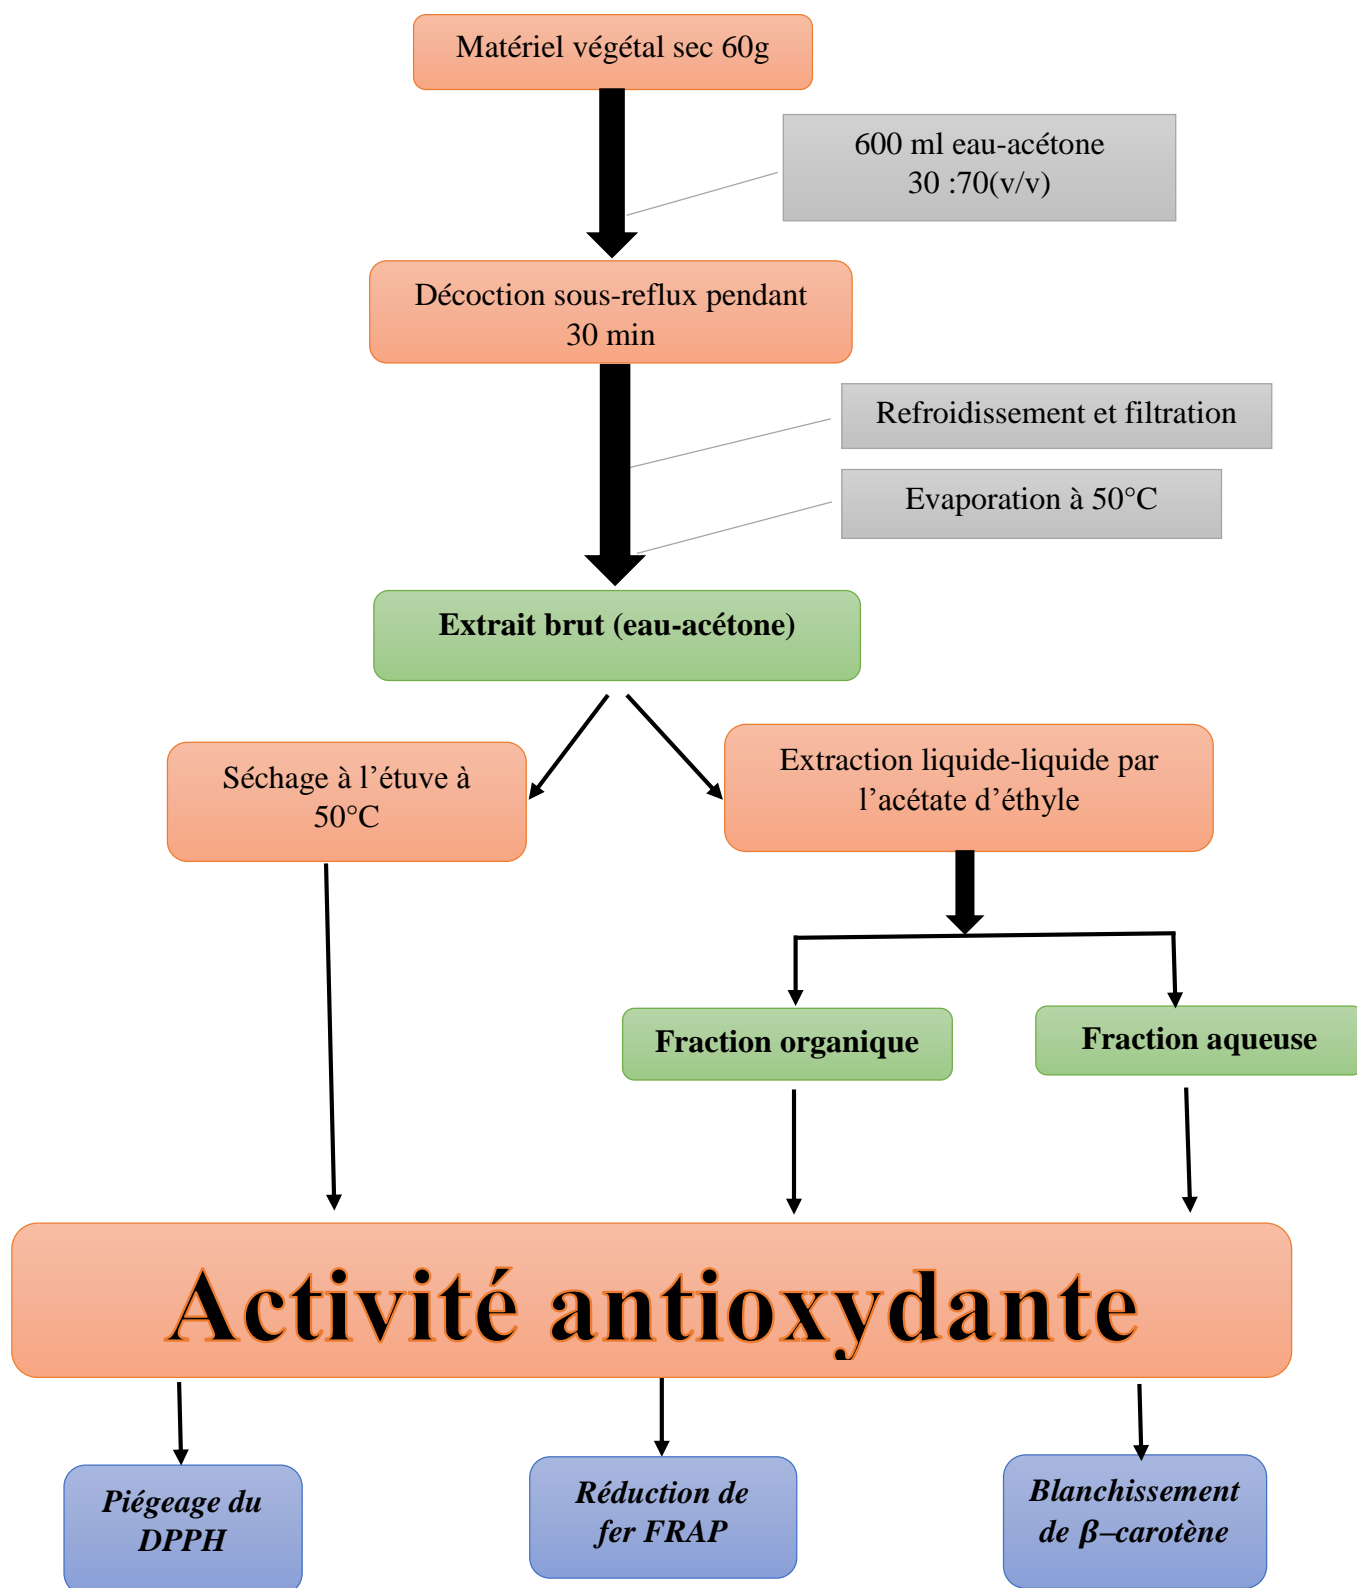 Matériel végétal sec 60g
600 ml eau-acétone
30 :70(v/v)
Décoction sous-reflux pendant
30 min
Refroidissement et filtration
Evaporation à 50°C
Extrait brut (eau-acétone)
Séchage à l’étuve à
50°C
Extraction liquide-liquide par
l’acétate d’éthyle
Fraction organique
Fraction aqueuse
Activité antioxydante
Piégeage du
DPPH
Réduction de
fer FRAP
Blanchissement
de β–carotène